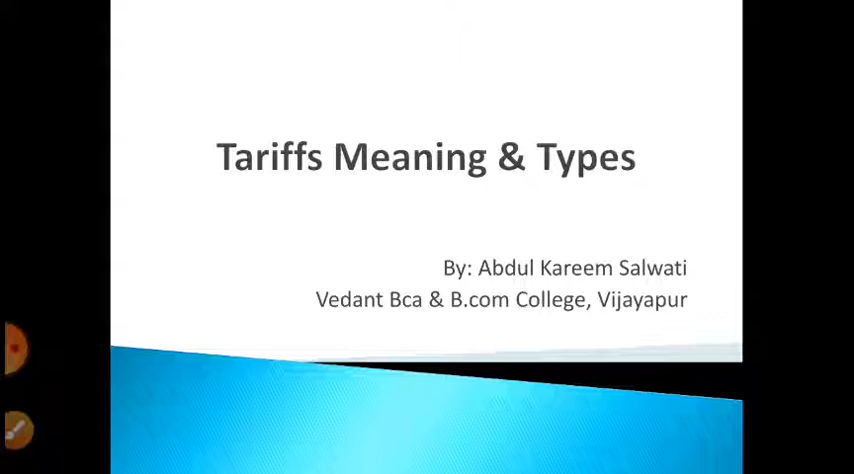 Tariffs Meaning & Types
By: Abdul Kareem Salwati
Vedant Bca & B.com College, Vijayapur